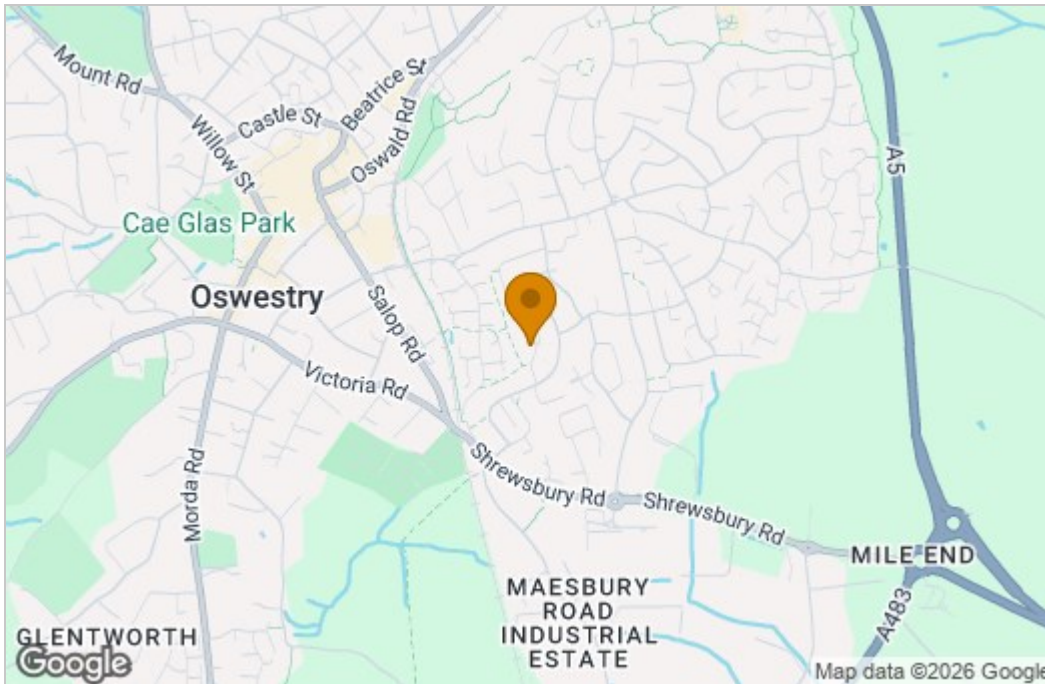 Mount Rd
Willow St
Castle St
Beatrice St
Oswald Rd
A5
Cae Glas Park
Oswestry
Salop Rd
Victoria Rd
Morda Rd
Shrewsbury Rd
Shrewsbury Rd
MILE END
A483
MAESBURY
ROAD
INDUSTRIAL
ESTATE
GLENTWORTH
Google
Map data ©2026 Google